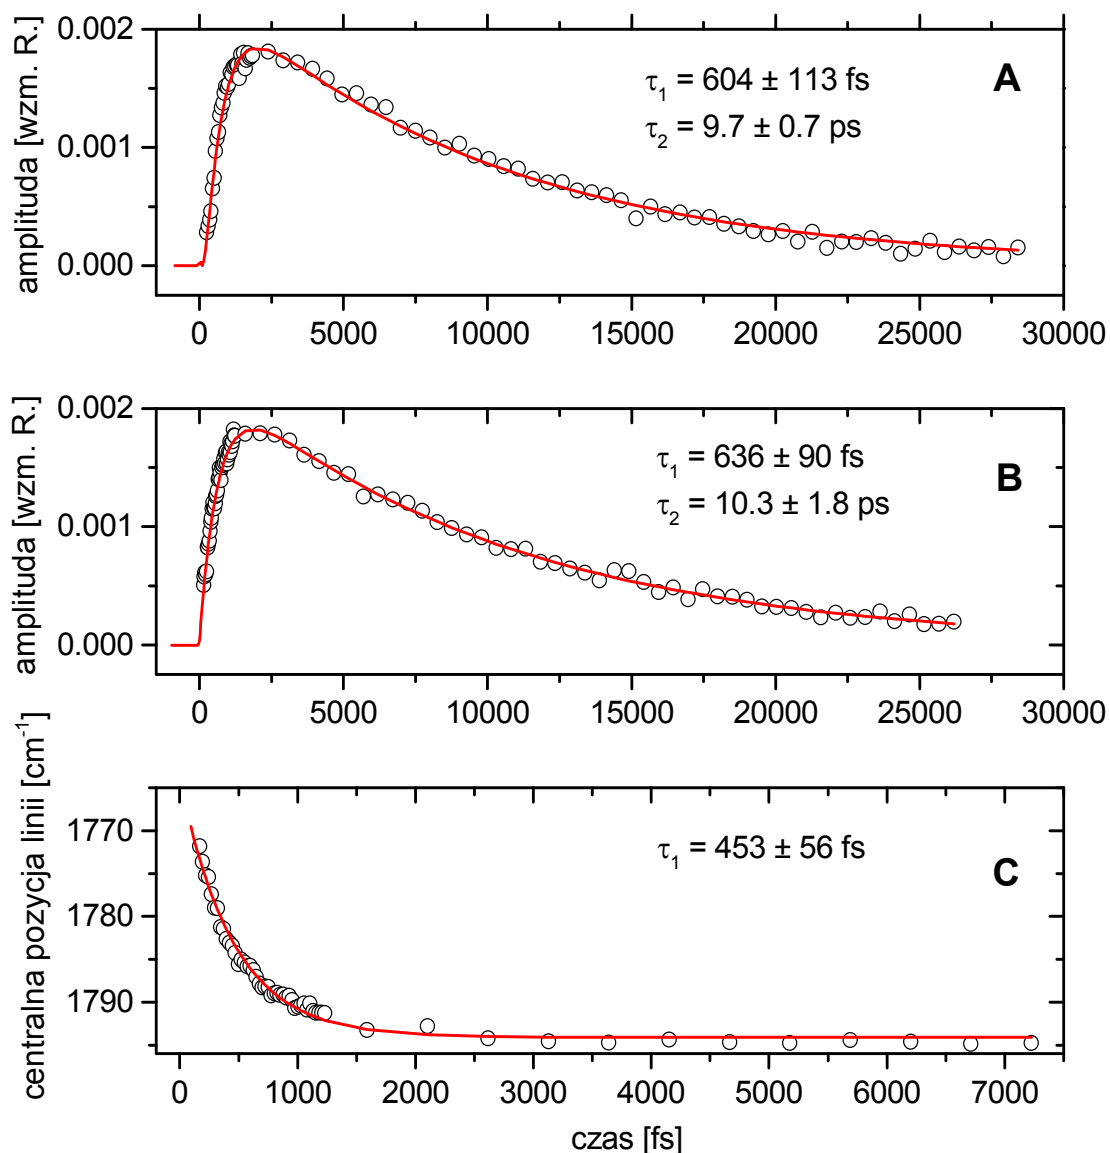 0.002
0.001
0.000
amplituda [wzm. R.]
τ1 = 604 ± 113 fs
τ2 = 9.7 ± 0.7 ps
A
0 5000 10000 15000 20000 25000 30000
0.002
0.001
0.000
amplituda [wzm. R.]
τ1 = 636 ± 90 fs
τ2 = 10.3 ± 1.8 ps
B
0 5000 10000 15000 20000 25000 30000
1770
1780
1790
centralna pozycja linii [cm-1]
τ1 = 453 ± 56 fs
C
0 1000 2000 3000 4000 5000 6000 7000
czas [fs]